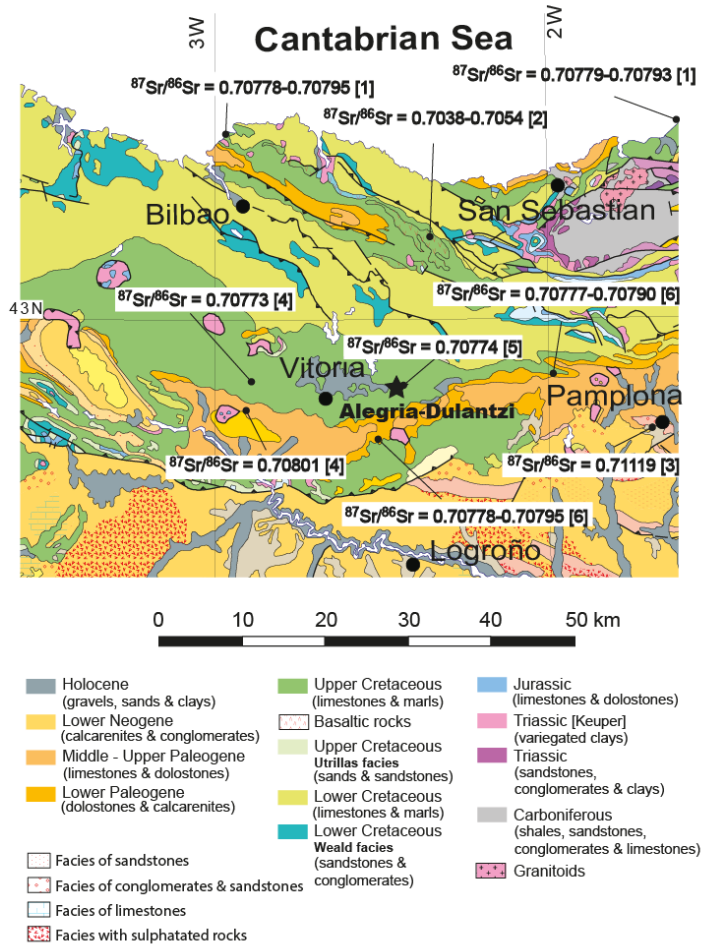 3W
2W
Cantabrian Sea
87Sr/86Sr = 0.70779-0.70793 [1]
87Sr/86Sr = 0.70778-0.70795 [1]
87Sr/86Sr = 0.7038-0.7054 [2]
Bilbao
San Sebastian
87Sr/86Sr = 0.70773 [4]
87Sr/86Sr = 0.70777-0.70790 [6]
43N
87Sr/86Sr = 0.70774 [5]
Vitoria
Alegria-Dulantzi
Pamplona
87Sr/86Sr = 0.70801 [4]
87Sr/86Sr = 0.71119 [3]
87Sr/86Sr = 0.70778-0.70795 [6]
Logroño
0 10 20 30 40 50 km
Holocene
(gravels, sands & clays)
Lower Neogene
(calcarenites & conglomerates)
Middle - Upper Paleogene
(limestones & dolostones)
Lower Paleogene
(dolostones & calcarenites)
Facies of sandstones
Facies of conglomerates & sandstones
Facies of limestones
Facies with sulphatated rocks
Upper Cretaceous
(limestones & marls)
Basaltic rocks
Upper Cretaceous
Utrillas facies
(sands & sandstones)
Lower Cretaceous
(limestones & marls)
Lower Cretaceous
Weald facies
(sandstones &
conglomerates)
Jurassic
(limestones & dolostones)
Triassic [Keuper]
(variegated clays)
Triassic
(sandstones,
conglomerates & clays)
Carboniferous
(shales, sandstones,
conglomerates & limestones)
Granitoids